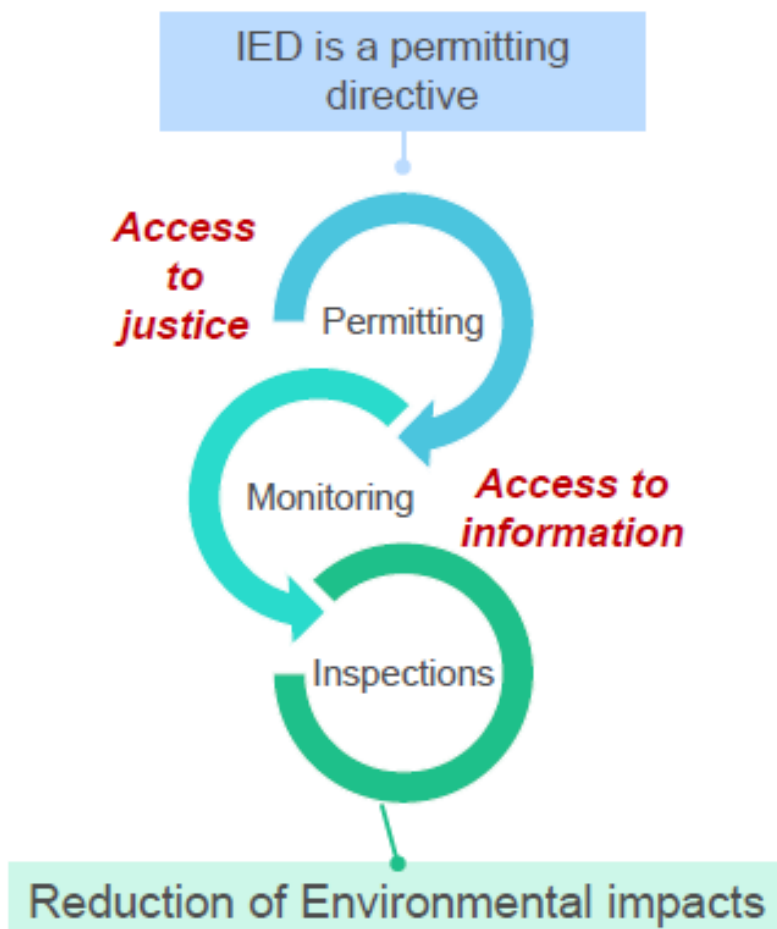 IED is a permitting
directive
Access
to
justice
Permitting
Monitoring
Access to
information
Inspections
Reduction of Environmental impacts